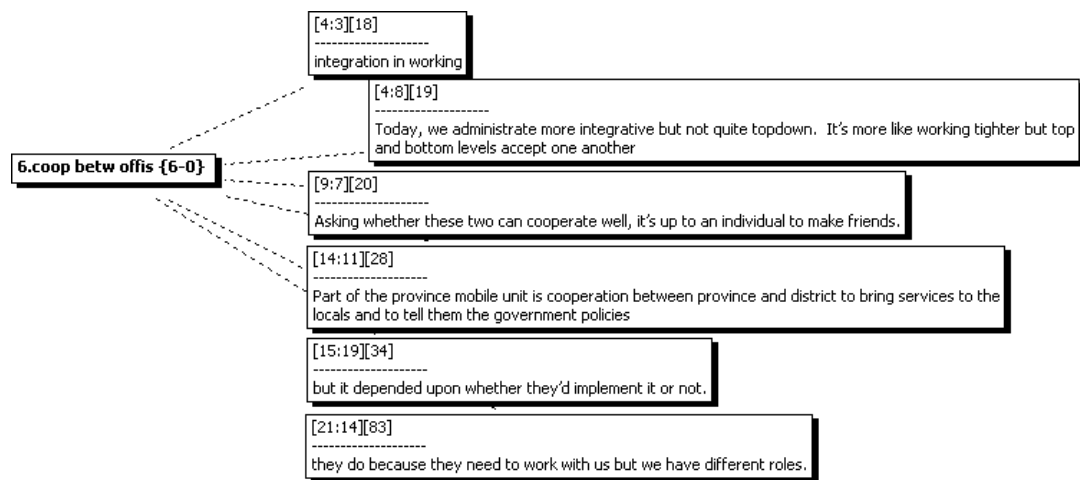 [4:3][18]
--------------------
integration in working
[4:8][19]
--------------------
Today, we administrate more integrative but not quite topdown.  It's more like working tighter but top
and bottom levels accept one another
6.coop betw offis {6-0}
[9:7][20]
--------------------
Asking whether these two can cooperate well, it's up to an individual to make friends.
[14:11][28]
--------------------
Part of the province mobile unit is cooperation between province and district to bring services to the
locals and to tell them the government policies
[15:19][34]
--------------------
but it depended upon whether they'd implement it or not.
[21:14][83]
--------------------
they do because they need to work with us but we have different roles.